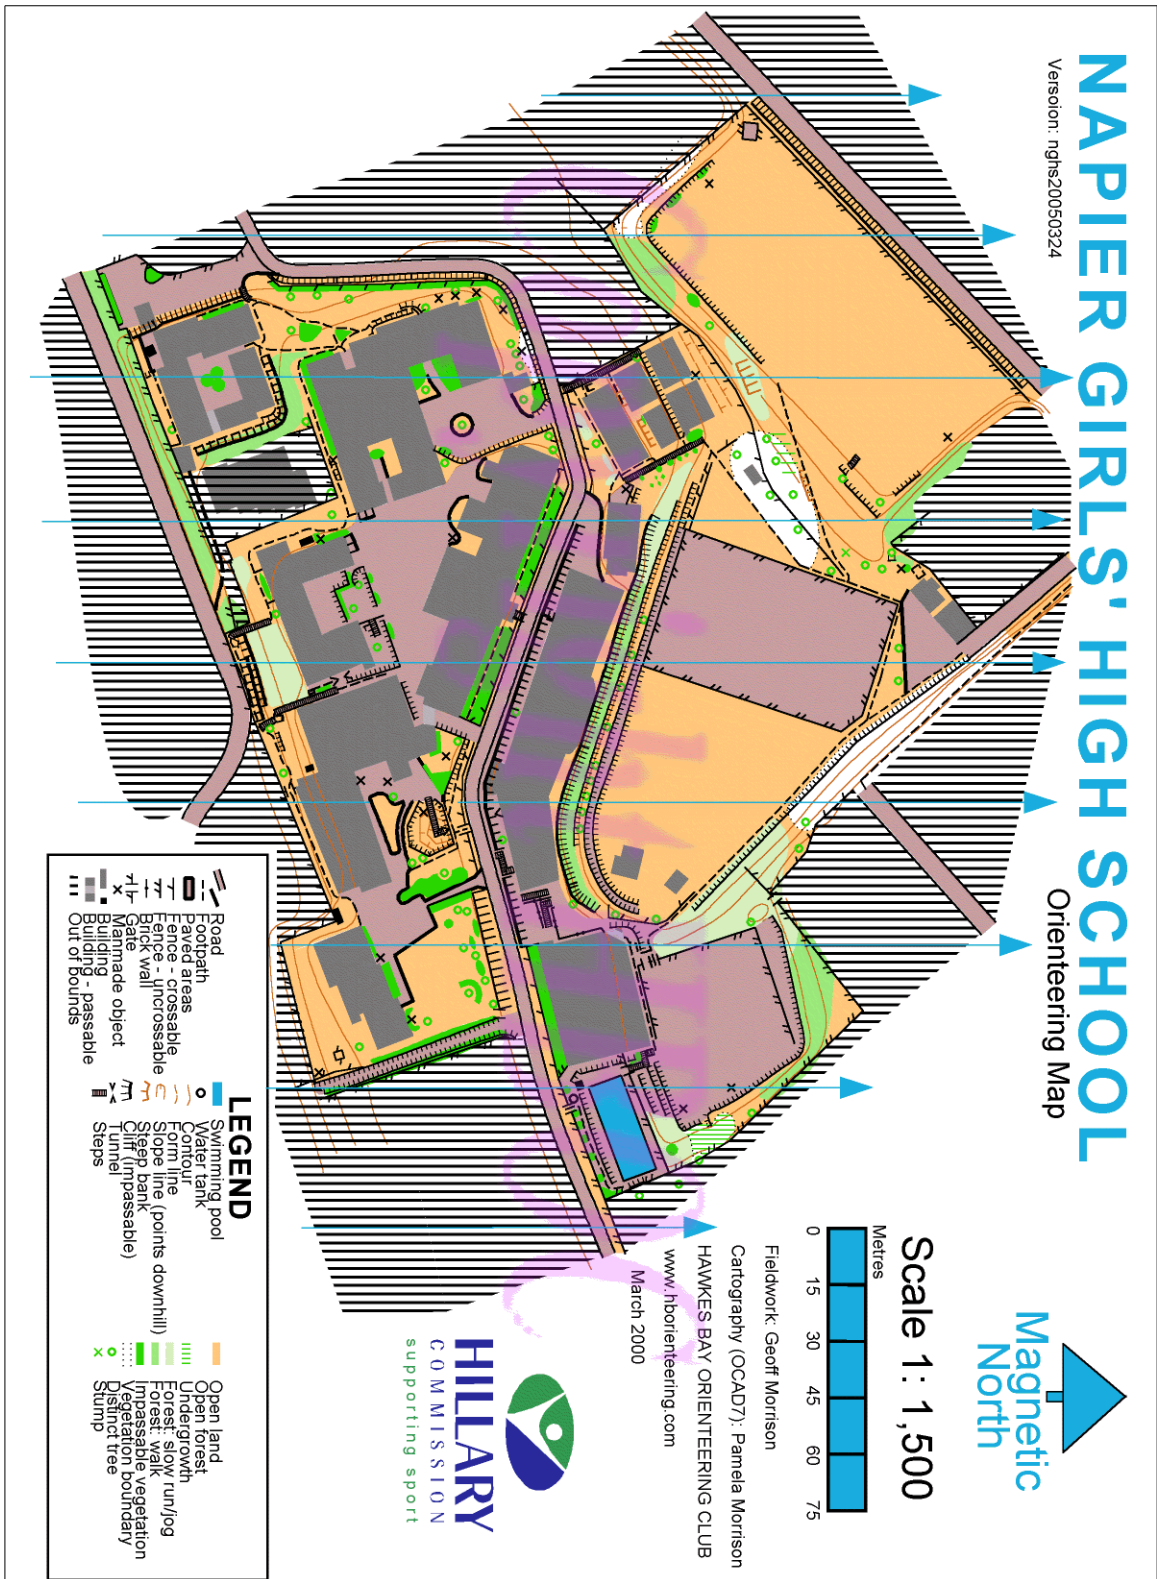 NAPIER GIRLS' HIGH SCHOOL
Orienteering Map
Versoion: nghs20050324
Magnetic
North
Scale 1: 1,500
Metres
0 15 30 45 60 75
Fieldwork: Geoff Morrison
Cartography (OCAD7): Pamela Morrison
HAWKES BAY ORIENTEERING CLUB
www.hborienteering.com
March 2000
HILLARY
COMMISSION
supporting sport
LEGEND
Road
Footpath
Paved areas
Fence - crossable
Fence - uncrossable
Brick wall
Gate
Manmade object
Building
Building - passable
Out of bounds
Swimming pool
Water tank
Contour
Form line
Slope line (points downhill)
Steep bank
Cliff (impassable)
Tunnel
Steps
Open land
Open forest
Undergrowth
Forest: slow run/jog
Forest: walk
Impassable vegetation
Vegetation boundary
Distinct tree
Stump